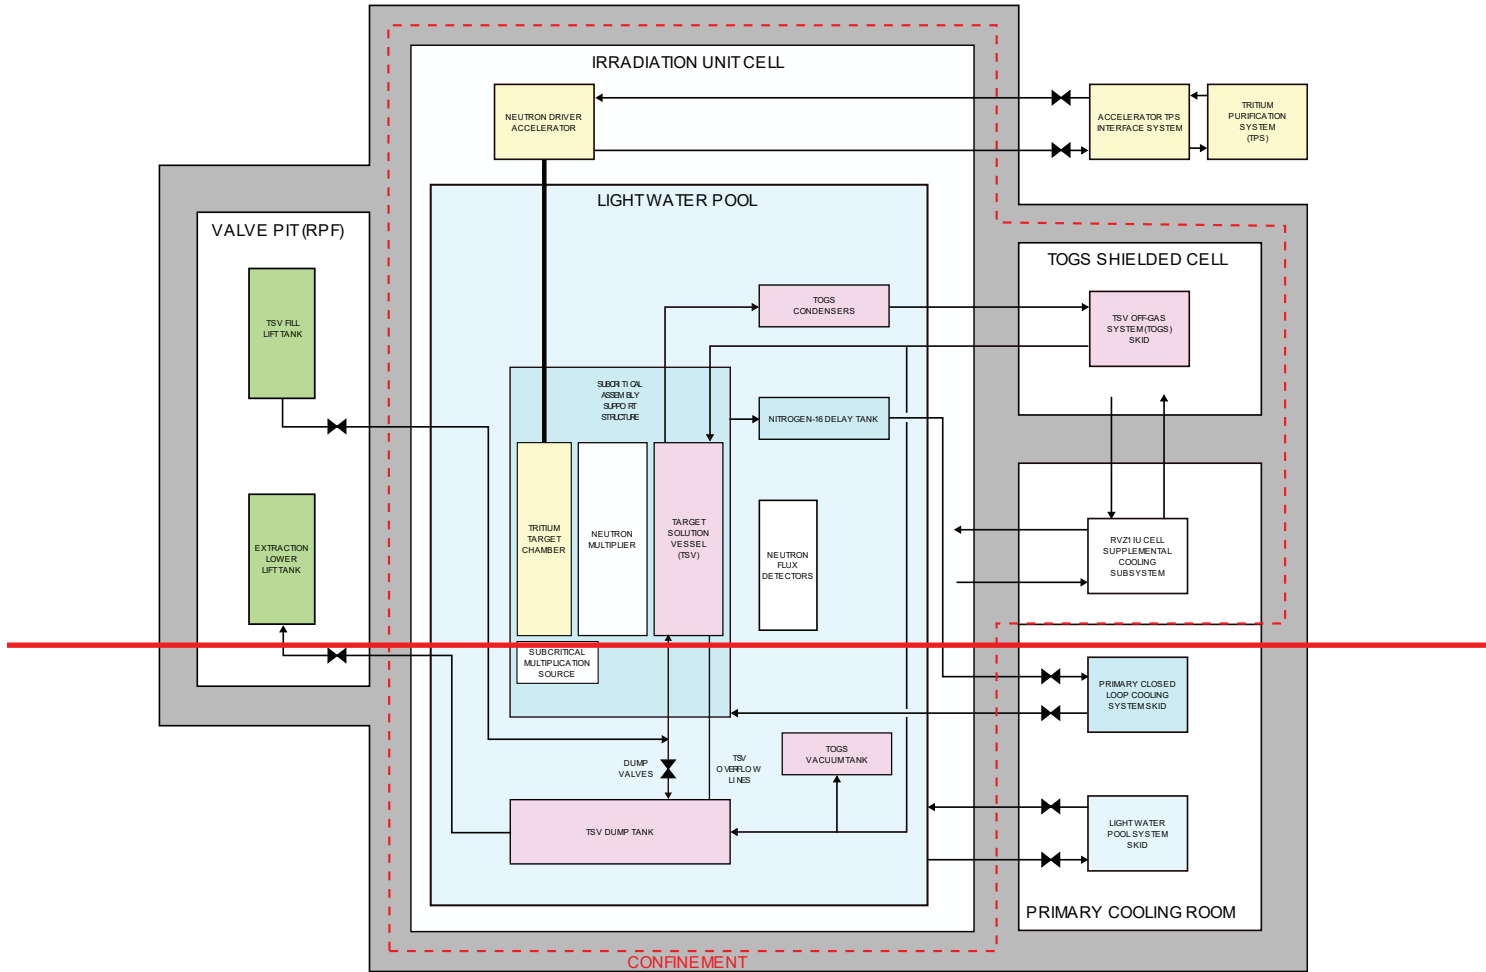 IRRADIATION UNIT CELL
NEUTRON DRIVER
ACCELERATOR
ACCELERATOR TPS
INTERFACE SYSTEM
TRITIUM
PURIFICATION
SYSTEM
(TPS)
LIGHT WATER POOL
VALVE PIT (RPF)
TOGS SHIELDED CELL
TSV FILL
LIFT TANK
TOGS
CONDENSERS
TSV OFF-GAS
SYSTEM (TOGS)
SKID
SUBCRITICAL
ASSEMBLY
SUPPORT
STRUCTURE
NITROGEN-16 DELAY TANK
TRITIUM
TARGET
CHAMBER
NEUTRON
MULTIPLIER
TARGET
SOLUTION
VESSEL
(TSV)
NEUTRON
FLUX
DETECTORS
EXTRACTION
LOWER
LIFT TANK
RVZ1 IU CELL
SUPPLEMENTAL
COOLING
SUBSYSTEM
SUBCRITICAL
MULTIPLICATION
SOURCE
PRIMARY CLOSED
LOOP COOLING
SYSTEM SKID
DUMP
VALVES
TSV
OVERFLOW
LINES
TOGS
VACUUM TANK
TSV DUMP TANK
LIGHT WATER
POOL SYSTEM
SKID
PRIMARY COOLING ROOM
CONFINEMENT